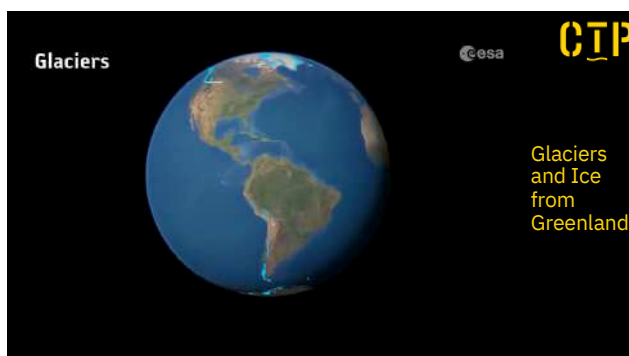 Glaciers
esa
CTP
Glaciers
and Ice
from
Greenland